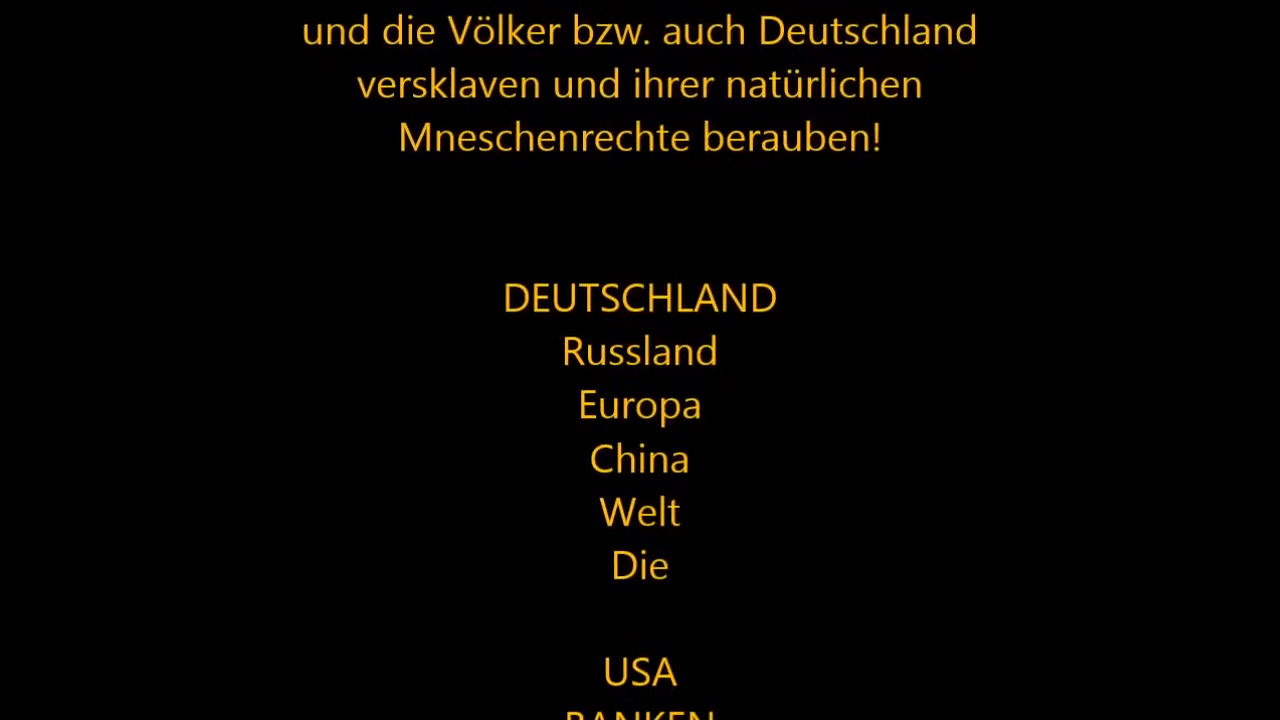 und die Völker bzw. auch Deutschland
versklaven und ihrer natürlichen
Mneschenrechte berauben!
DEUTSCHLAND
Russland
Europa
China
Welt
Die
USA
BANKEN